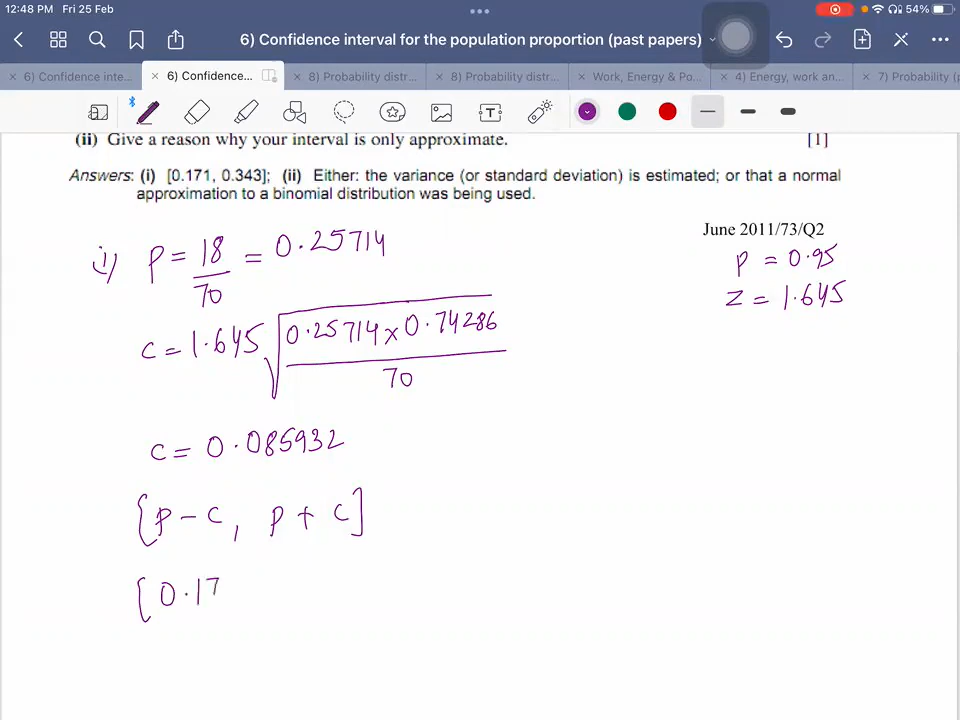 12:48 PM Fri 25 Feb
54%
6) Confidence interval for the population proportion (past papers)
6) Confidence inte...
6) Confidence...
8) Probability distr...
8) Probability distr...
Work, Energy & Po...
4) Energy, work an...
7) Probability (
(ii) Give a reason why your interval is only approximate. [1]
Answers: (i) [0.171, 0.343]; (ii) Either: the variance (or standard deviation) is estimated; or that a normal
approximation to a binomial distribution was being used.
June 2011/73/Q2
i) p = 18/70 = 0.25714
p = 0.95
z = 1.645
c = 1.645 √(0.25714 × 0.74286 / 70)
c = 0.085932
[p - c, p + c]
[0.17